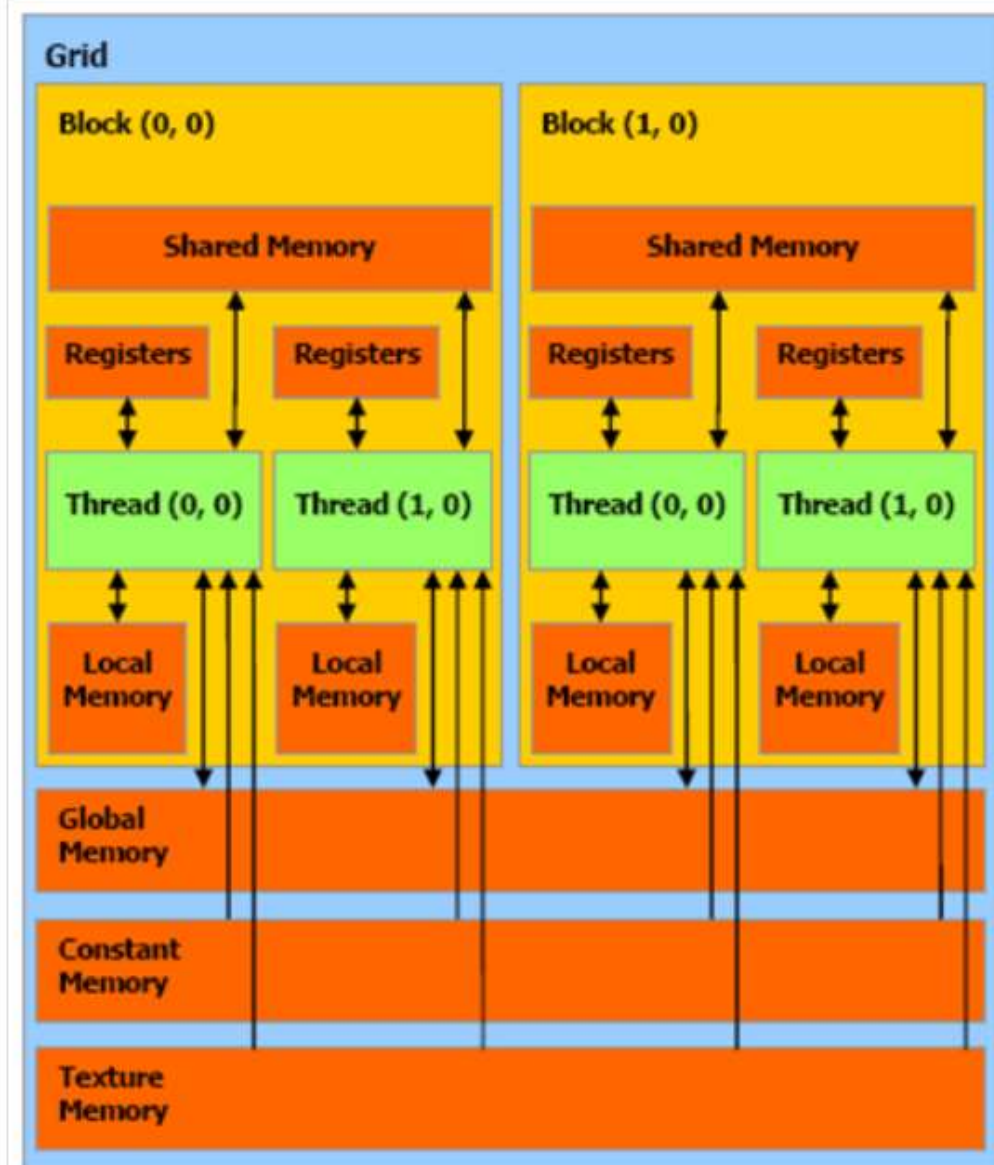 Grid
Block (0, 0)
Block (1, 0)
Shared Memory
Shared Memory
Registers
Registers
Registers
Registers
Thread (0, 0)
Thread (1, 0)
Thread (0, 0)
Thread (1, 0)
Local
Memory
Local
Memory
Local
Memory
Local
Memory
Global
Memory
Constant
Memory
Texture
Memory